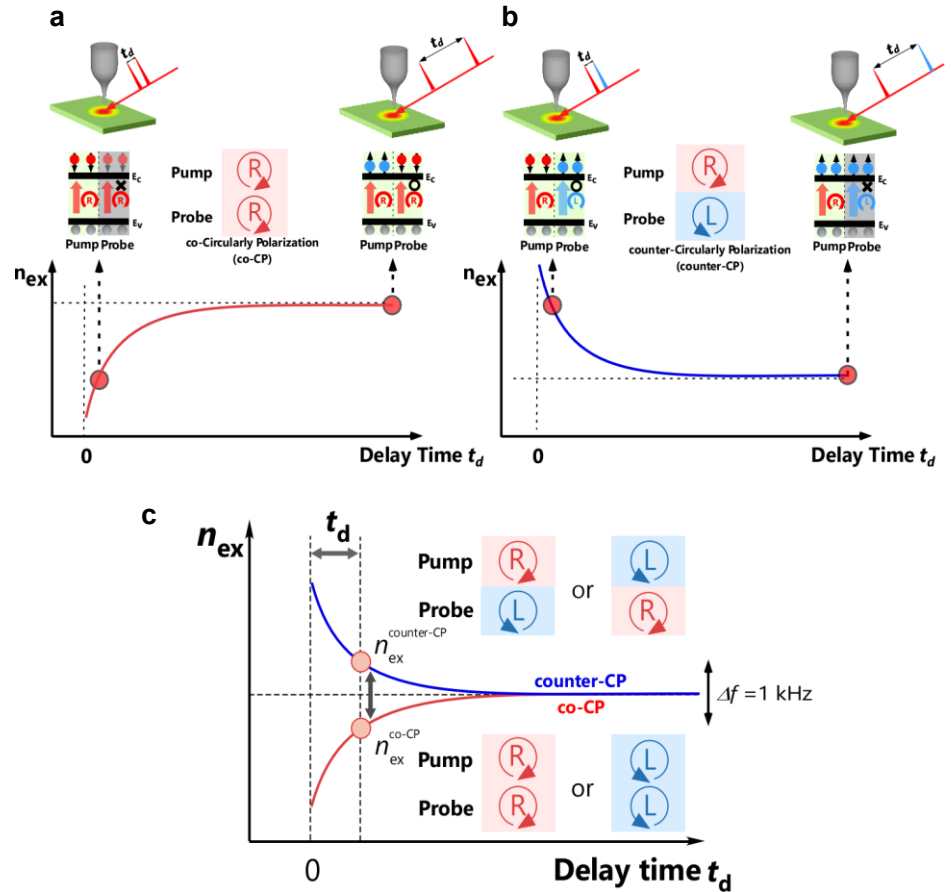 a
t_d
t_d
E_C
R
R
E_V
Pump Probe
Pump
R
Probe
R
co-Circularly Polarization
(co-CP)
E_C
R
R
E_V
Pump Probe
n_ex
0
Delay Time t_d
b
t_d
t_d
E_C
R
L
E_V
Pump Probe
Pump
R
Probe
L
counter-Circularly Polarization
(counter-CP)
E_C
R
L
E_V
Pump Probe
n_ex
0
Delay Time t_d
c
n_ex
t_d
Pump R or L
Probe L R
n_ex^counter-CP
counter-CP
co-CP
Δf = 1 kHz
n_ex^co-CP
Pump R or L
Probe R L
0
Delay time t_d